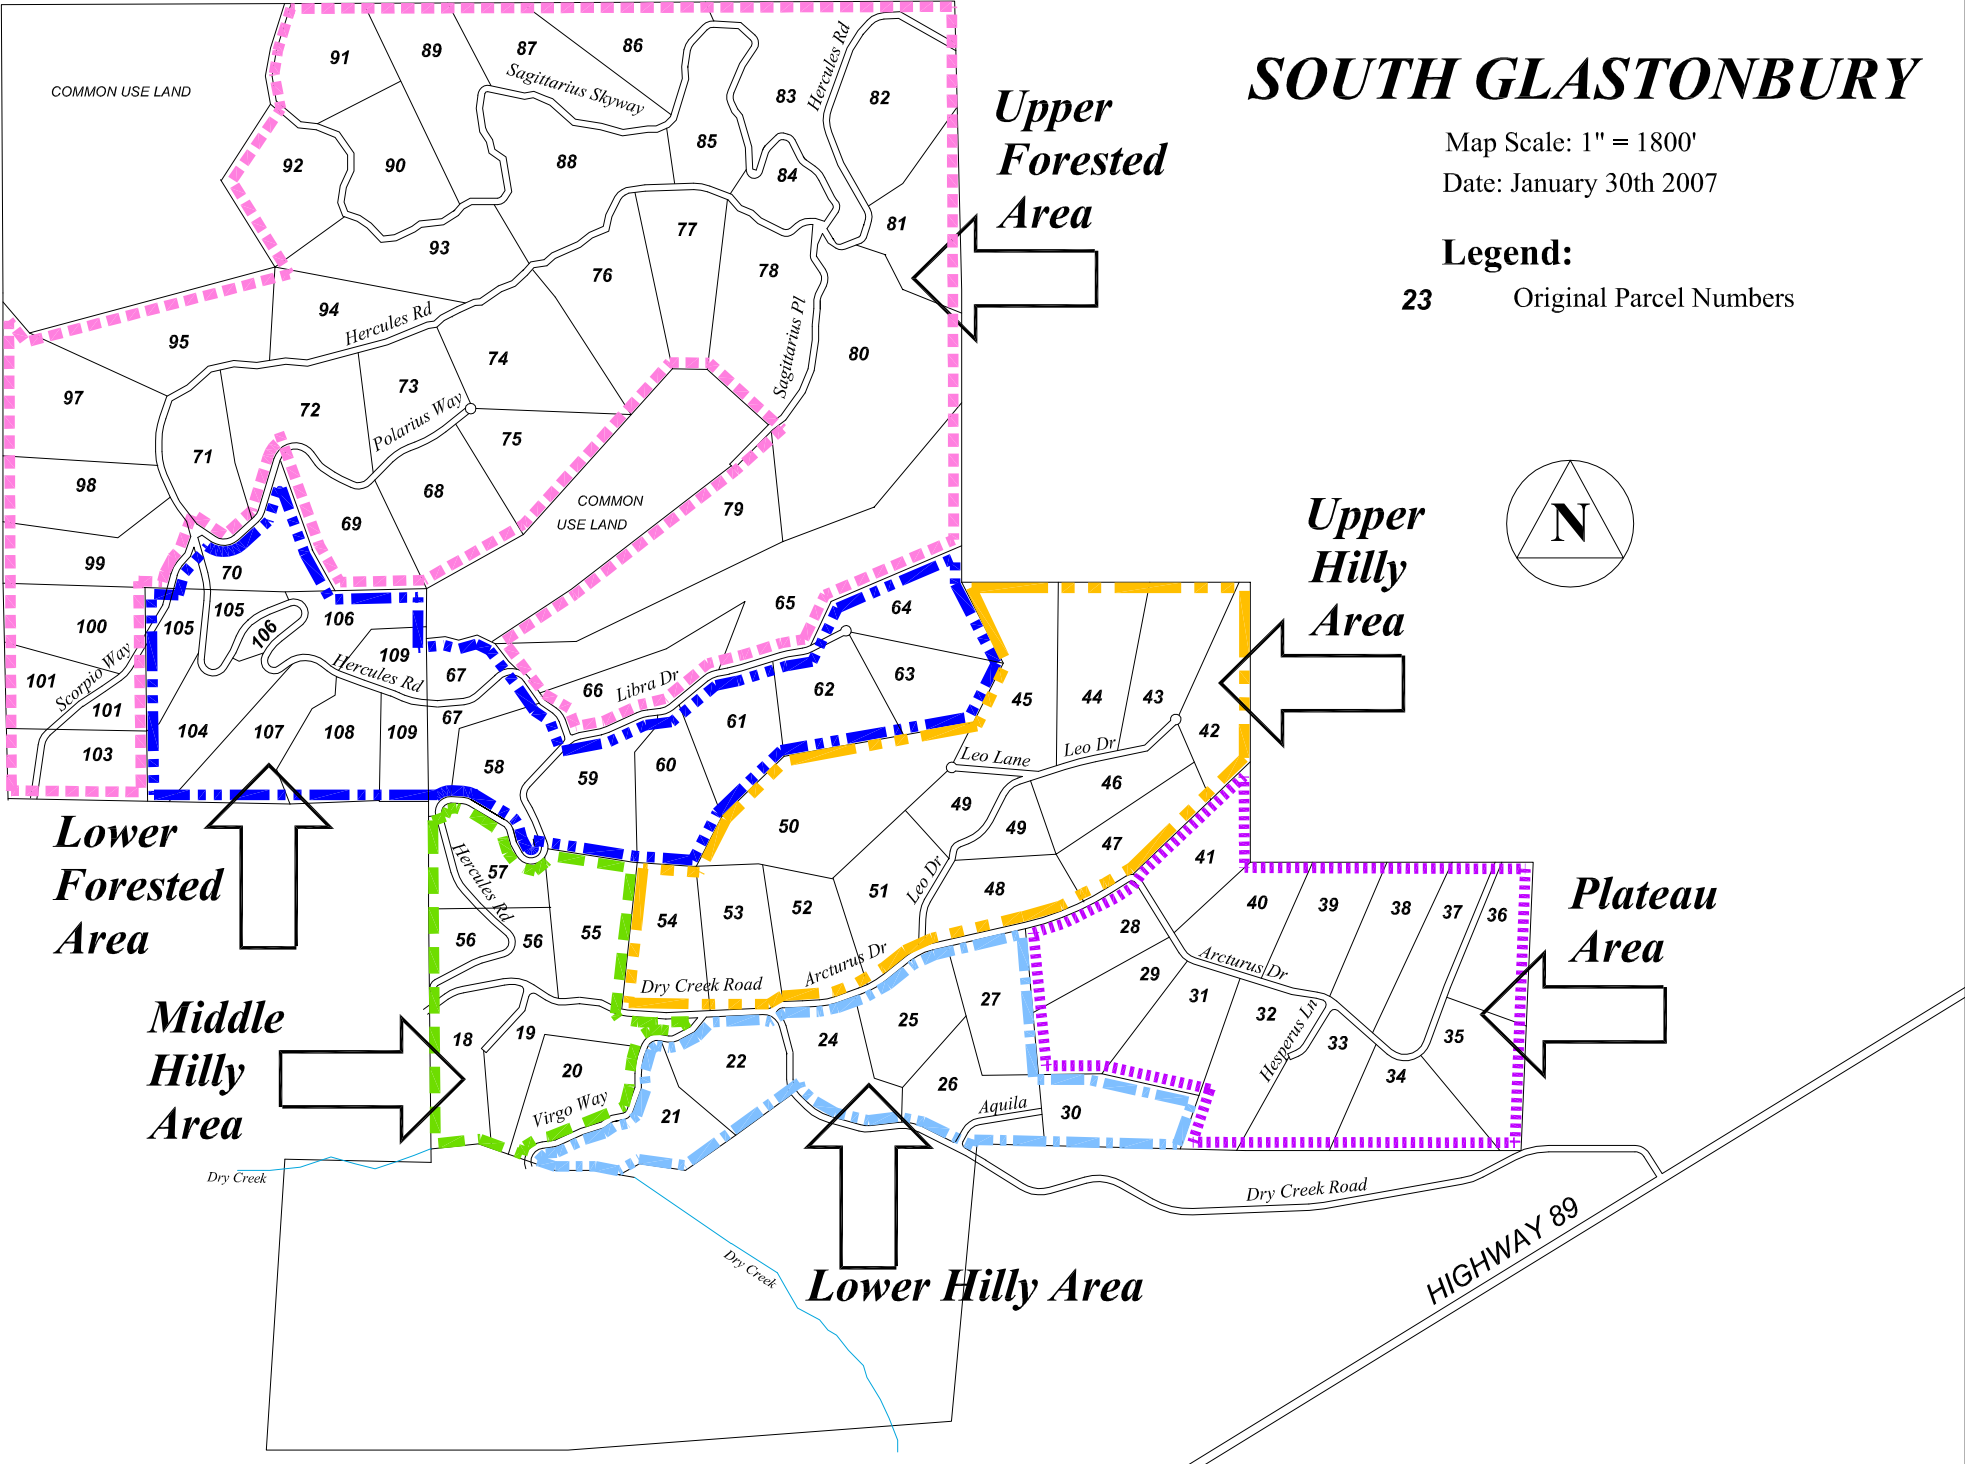 SOUTH GLASTONBURY
Map Scale: 1" = 1800'
Date: January 30th 2007
Legend:
23 Original Parcel Numbers
N
Upper
Forested
Area
Upper
Hilly
Area
Plateau
Area
Lower
Forested
Area
Middle
Hilly
Area
Lower Hilly Area
COMMON USE LAND
91
89
87
86
Sagittarius Skyway
Hercules Rd
83
82
92
90
88
85
84
93
77
81
76
78
94
Hercules Rd
95
Sagittarius Pl
80
74
73
97
72
Polarius Way
75
71
98
68
COMMON
USE LAND
79
69
99
70
105
106
106
65
64
100
105
109
Hercules Rd
67
101
Scorpio Way
101
66
Libra Dr
62
63
45
44
43
42
104
107
108
109
67
61
103
58
59
60
Leo Lane
Leo Dr
46
49
49
50
47
41
Hercules Rd
57
Leo Dr
48
51
52
53
54
55
56
56
28
40
39
38
37
36
Arcturus Dr
Arcturus Dr
29
31
32
Dry Creek Road
27
25
24
Hesperus Ln
33
35
34
18
19
20
22
26
Virgo Way
21
Aquila
30
Dry Creek
Dry Creek Road
Dry Creek
HIGHWAY 89